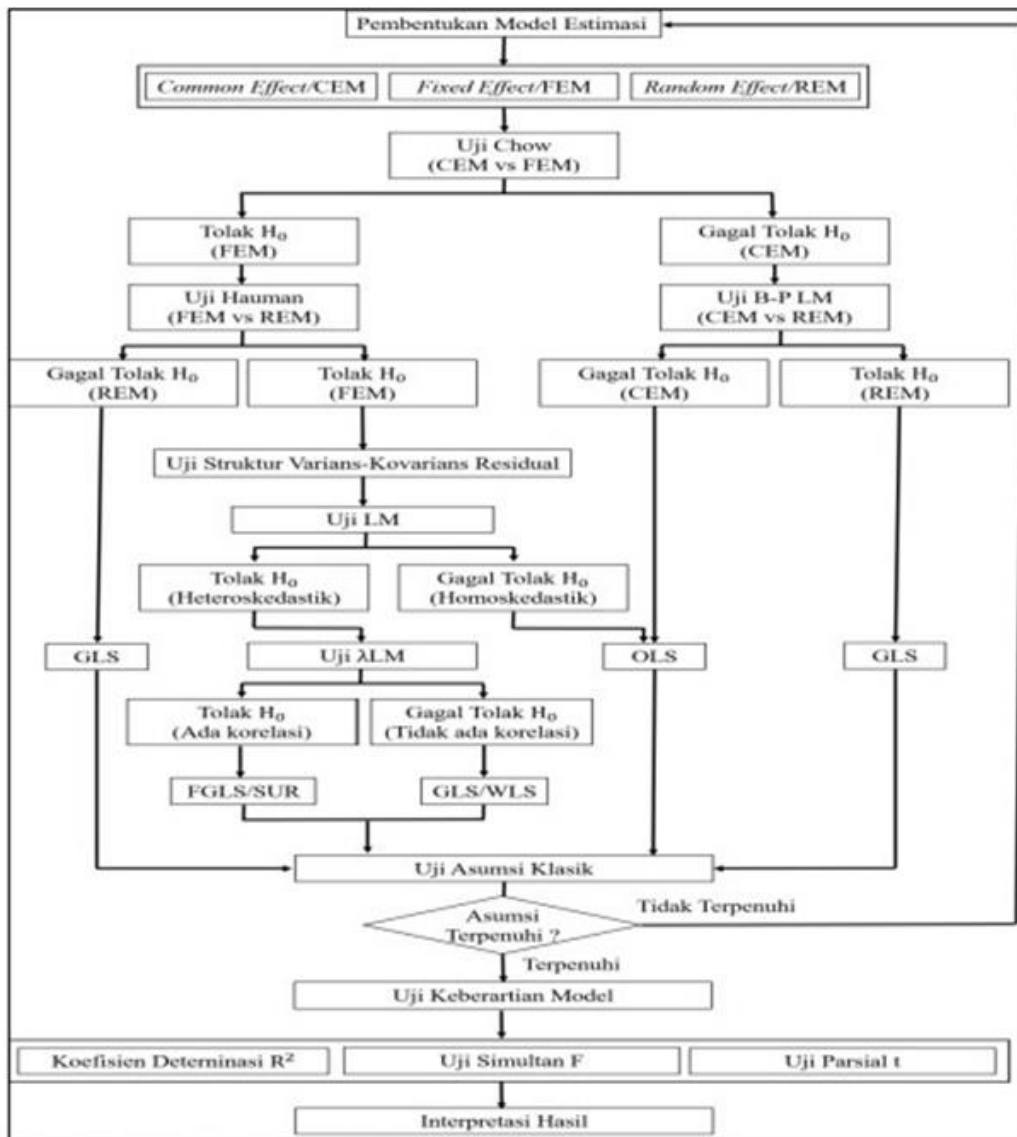 Pembentukan Model Estimasi
Common Effect/CEM
Fixed Effect/FEM
Random Effect/REM
Uji Chow
(CEM vs FEM)
Tolak H₀
(FEM)
Gagal Tolak H₀
(CEM)
Uji Hauman
(FEM vs REM)
Uji B-P LM
(CEM vs REM)
Gagal Tolak H₀
(REM)
Tolak H₀
(FEM)
Gagal Tolak H₀
(CEM)
Tolak H₀
(REM)
Uji Struktur Varians-Kovarians Residual
Uji LM
Tolak H₀
(Heteroskedastik)
Gagal Tolak H₀
(Homoskedastik)
GLS
Uji λLM
OLS
GLS
Tolak H₀
(Ada korelasi)
Gagal Tolak H₀
(Tidak ada korelasi)
FGLS/SUR
GLS/WLS
Uji Asumsi Klasik
Asumsi
Terpenuhi ?
Tidak Terpenuhi
Terpenuhi
Uji Keberartian Model
Koefisien Deterninasi R²
Uji Simultan F
Uji Parsial t
Interpretasi Hasil